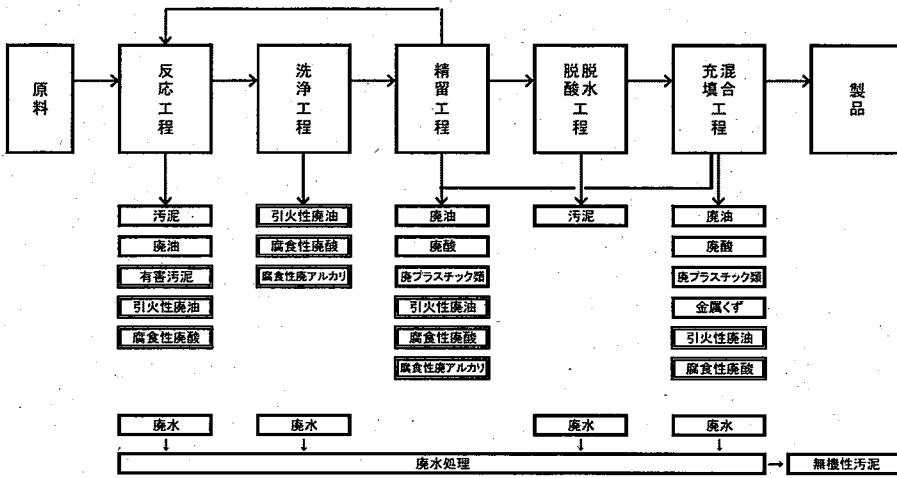 原料
反応工程
洗浄工程
精留工程
脱水
脱酸工程
混合
充填工程
製品
汚泥
廃油
有害汚泥
引火性廃油
腐食性廃酸
引火性廃油
腐食性廃酸
腐食性廃アルカリ
廃油
廃酸
廃プラスチック類
引火性廃油
腐食性廃酸
腐食性廃アルカリ
汚泥
廃油
廃酸
廃プラスチック類
金属くず
引火性廃油
腐食性廃酸
廃水
廃水
廃水
廃水
廃水処理
無機性汚泥